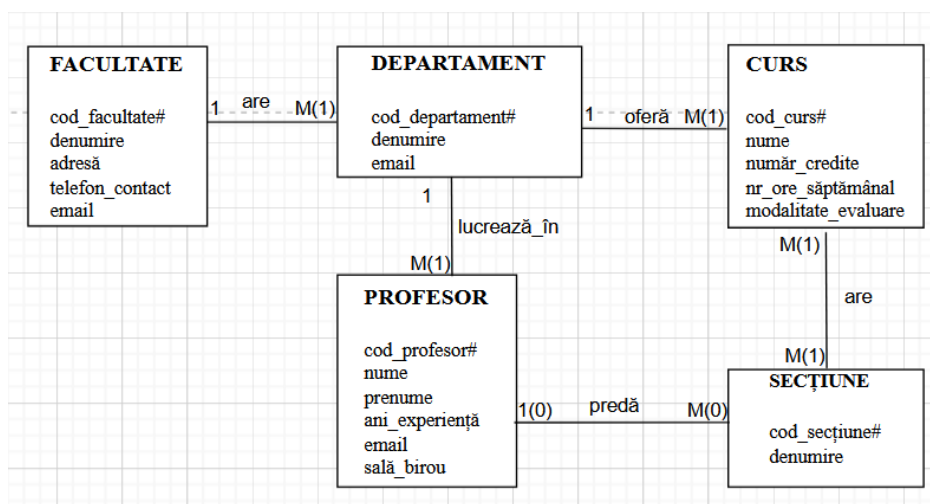 FACULTATE
cod_facultate#
denumire
adresă
telefon_contact
email
1 are M(1)
DEPARTAMENT
cod_departament#
denumire
email
1 oferă M(1)
CURS
cod_curs#
nume
număr_credite
nr_ore_săptămânal
modalitate_evaluare
1
lucrează_în
M(1)
M(1)
are
M(1)
PROFESOR
cod_profesor#
nume
prenume
ani_experiență
email
sală_birou
1(0) predă M(0)
SECȚIUNE
cod_secțiune#
denumire